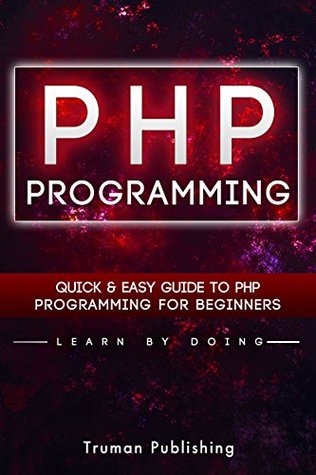 PHP
PROGRAMMING
QUICK & EASY GUIDE TO PHP
PROGRAMMING FOR BEGINNERS
LEARN BY DOING
Truman Publishing